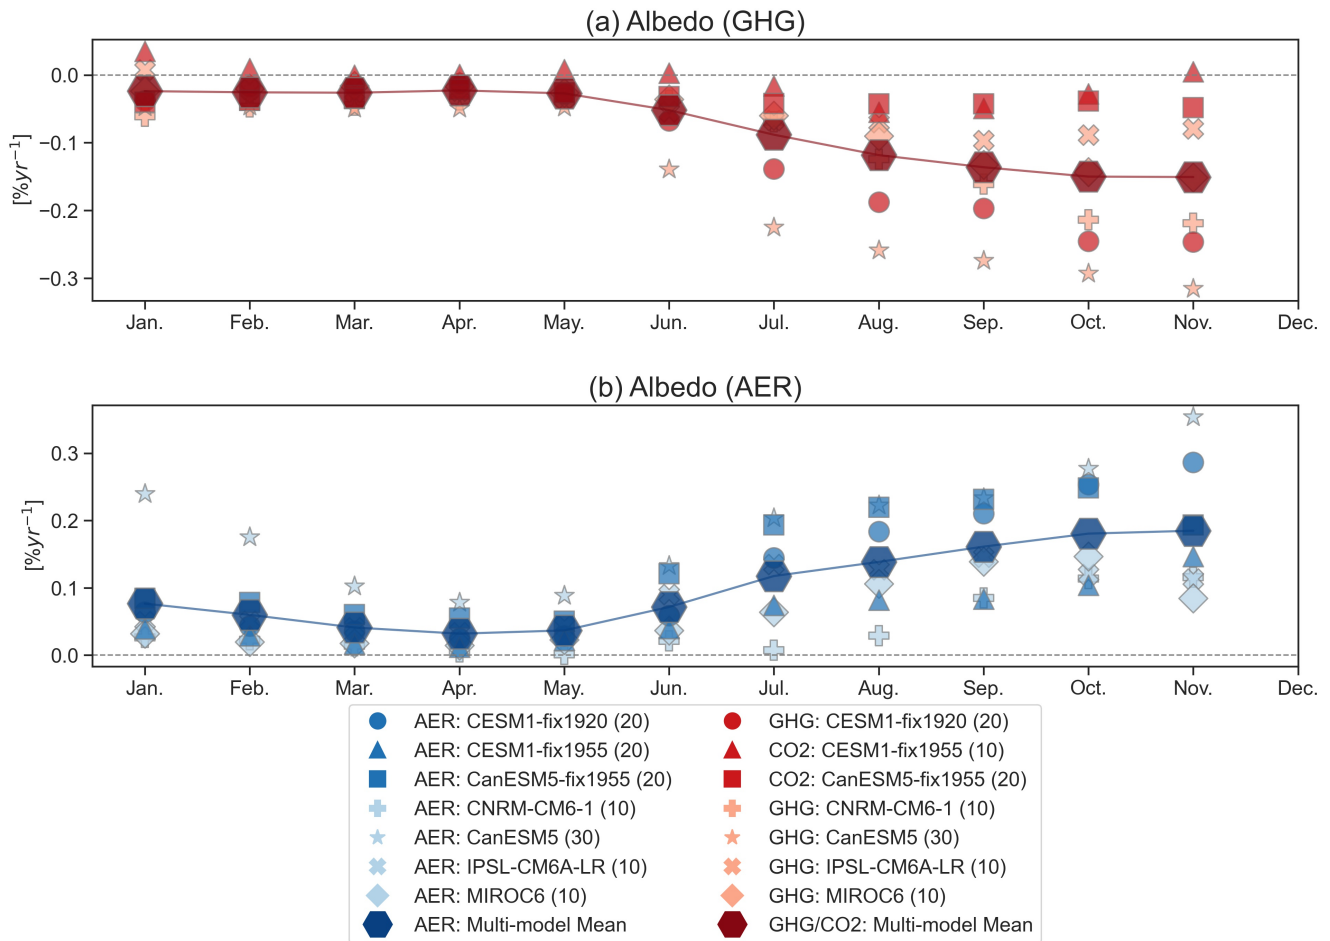 (a) Albedo (GHG)
0.0
−0.1
−0.2
−0.3
[%yr⁻¹]
Jan. Feb. Mar. Apr. May. Jun. Jul. Aug. Sep. Oct. Nov. Dec.
(b) Albedo (AER)
0.3
0.2
0.1
0.0
[%yr⁻¹]
Jan. Feb. Mar. Apr. May. Jun. Jul. Aug. Sep. Oct. Nov. Dec.
AER: CESM1-fix1920 (20)
AER: CESM1-fix1955 (20)
AER: CanESM5-fix1955 (20)
AER: CNRM-CM6-1 (10)
AER: CanESM5 (30)
AER: IPSL-CM6A-LR (10)
AER: MIROC6 (10)
AER: Multi-model Mean
GHG: CESM1-fix1920 (20)
CO2: CESM1-fix1955 (10)
CO2: CanESM5-fix1955 (20)
GHG: CNRM-CM6-1 (10)
GHG: CanESM5 (30)
GHG: IPSL-CM6A-LR (10)
GHG: MIROC6 (10)
GHG/CO2: Multi-model Mean